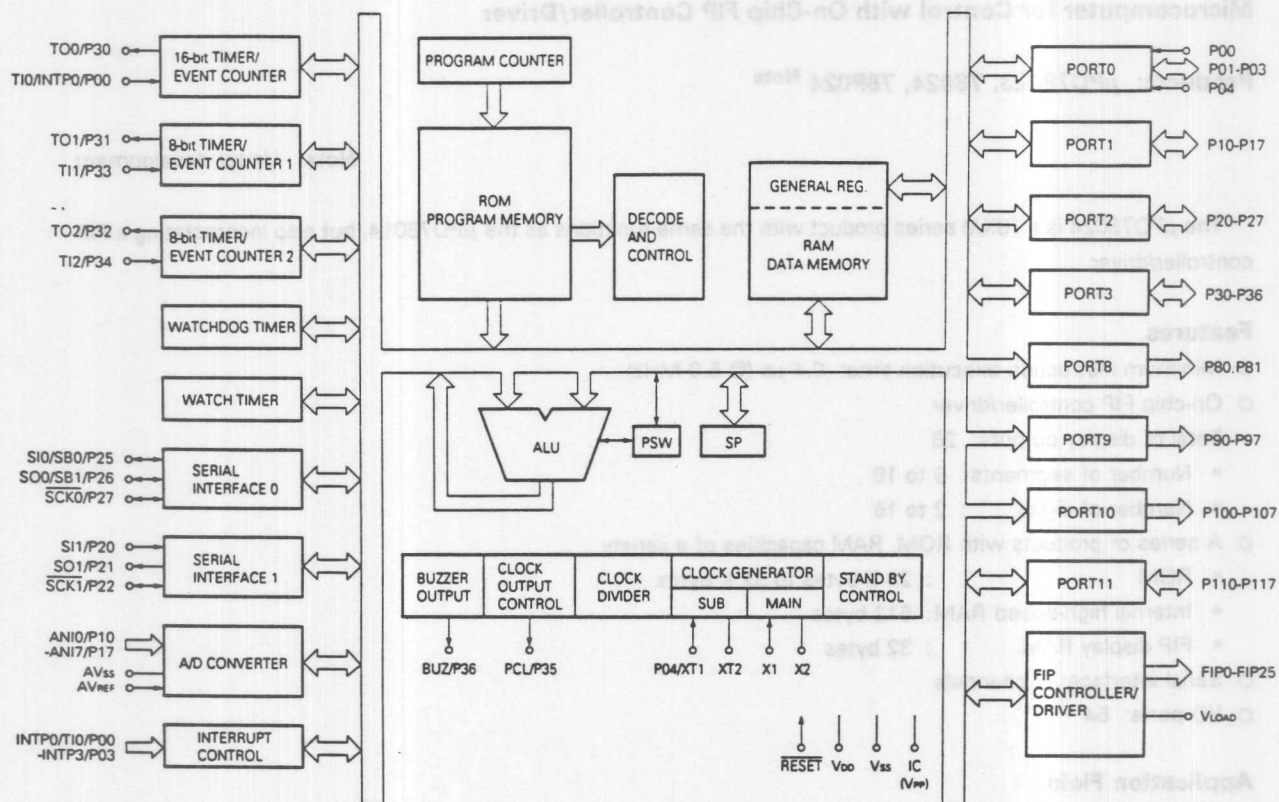 TO0/P30
TI0/INTP0/P00
16-bit TIMER/
EVENT COUNTER
TO1/P31
TI1/P33
8-bit TIMER/
EVENT COUNTER 1
TO2/P32
TI2/P34
8-bit TIMER/
EVENT COUNTER 2
WATCHDOG TIMER
WATCH TIMER
SI0/SB0/P25
SO0/SB1/P26
SCK0/P27
SERIAL
INTERFACE 0
SI1/P20
SO1/P21
SCK1/P22
SERIAL
INTERFACE 1
ANI0/P10
-ANI7/P17
AVSS
AVREF
A/D CONVERTER
INTP0/TI0/P00
-INTP3/P03
INTERRUPT
CONTROL
PROGRAM COUNTER
ROM
PROGRAM MEMORY
DECODE
AND
CONTROL
GENERAL REG.
RAM
DATA MEMORY
ALU
PSW
SP
BUZZER
OUTPUT
CLOCK
OUTPUT
CONTROL
CLOCK
DIVIDER
CLOCK GENERATOR
SUB
MAIN
STAND BY
CONTROL
BUZ/P36
PCL/P35
P04/XT1
XT2
X1
X2
RESET
VDD
VSS
IC
(VPP)
PORT0
P00
P01-P03
P04
PORT1
P10-P17
PORT2
P20-P27
PORT3
P30-P36
PORT8
P80.P81
PORT9
P90-P97
PORT10
P100-P107
PORT11
P110-P117
FIP
CONTROLLER/
DRIVER
FIP0-FIP25
VLOAD